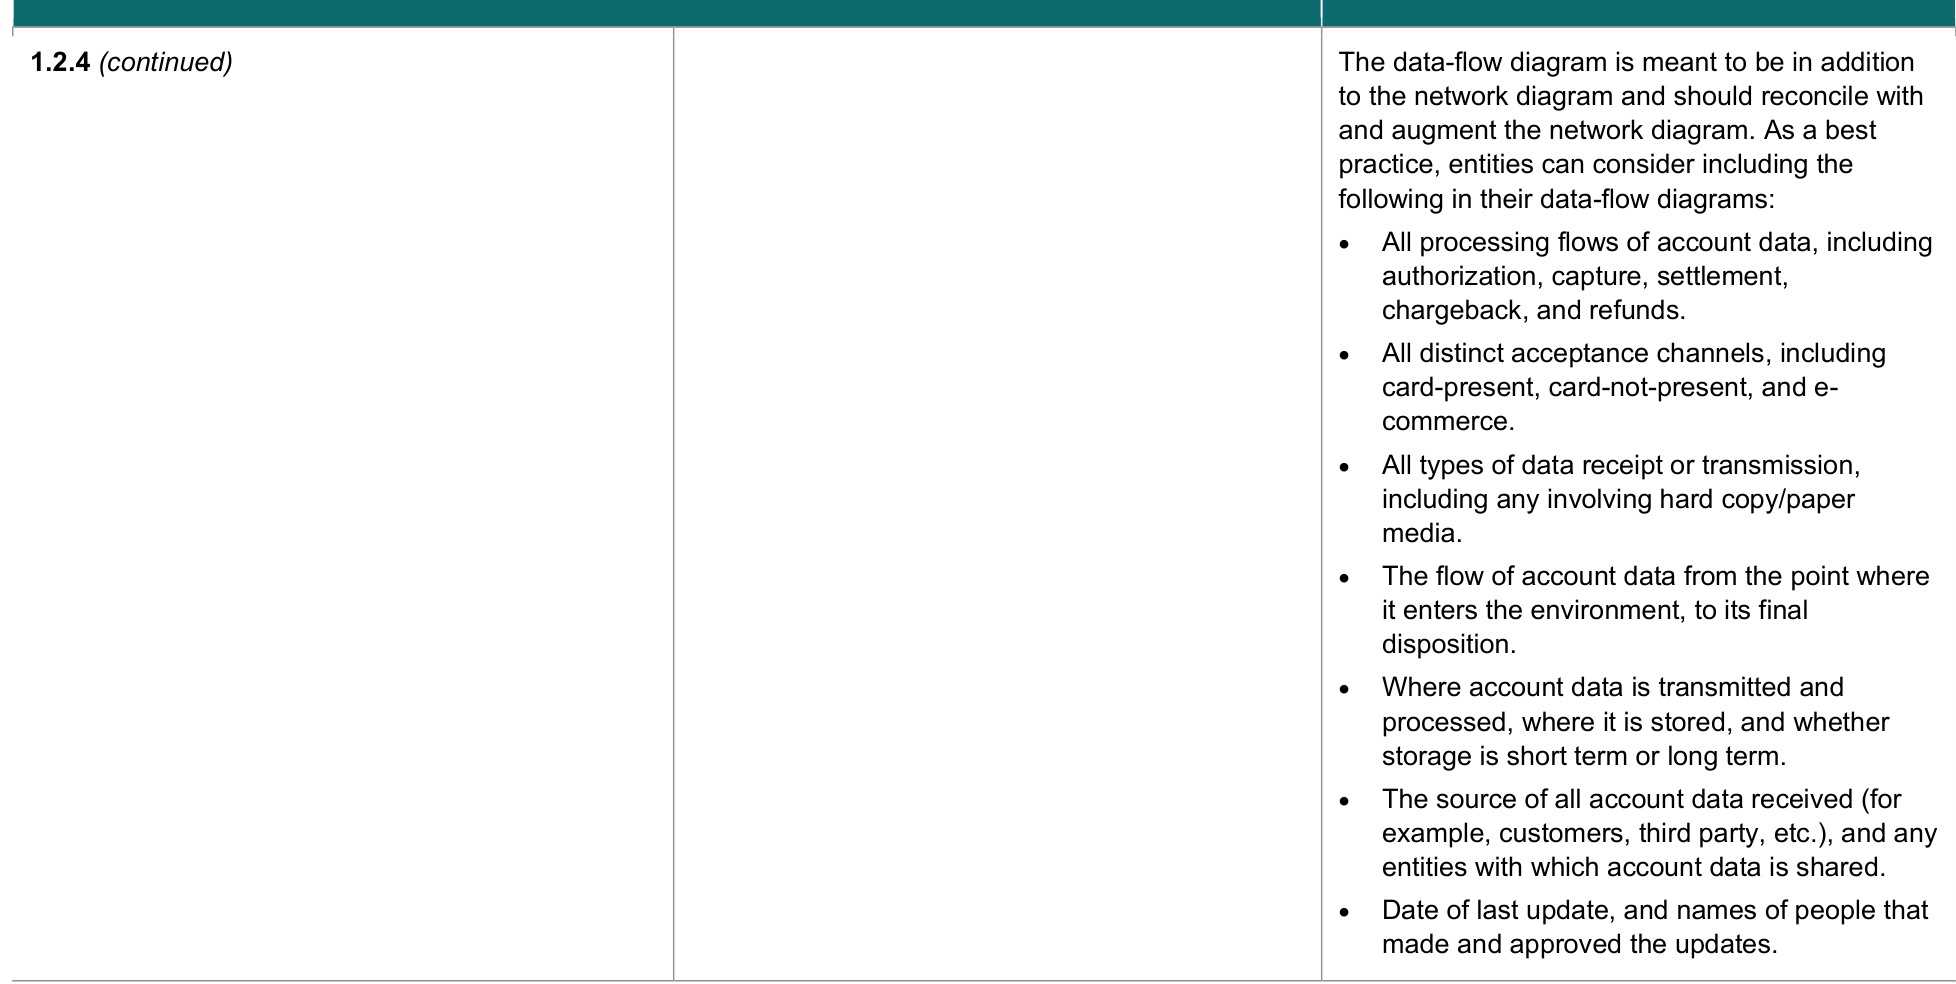 1.2.4 (continued)
The data-flow diagram is meant to be in addition
to the network diagram and should reconcile with
and augment the network diagram. As a best
practice, entities can consider including the
following in their data-flow diagrams:
• All processing flows of account data, including
authorization, capture, settlement,
chargeback, and refunds.
• All distinct acceptance channels, including
card-present, card-not-present, and e-
commerce.
• All types of data receipt or transmission,
including any involving hard copy/paper
media.
• The flow of account data from the point where
it enters the environment, to its final
disposition.
• Where account data is transmitted and
processed, where it is stored, and whether
storage is short term or long term.
• The source of all account data received (for
example, customers, third party, etc.), and any
entities with which account data is shared.
• Date of last update, and names of people that
made and approved the updates.